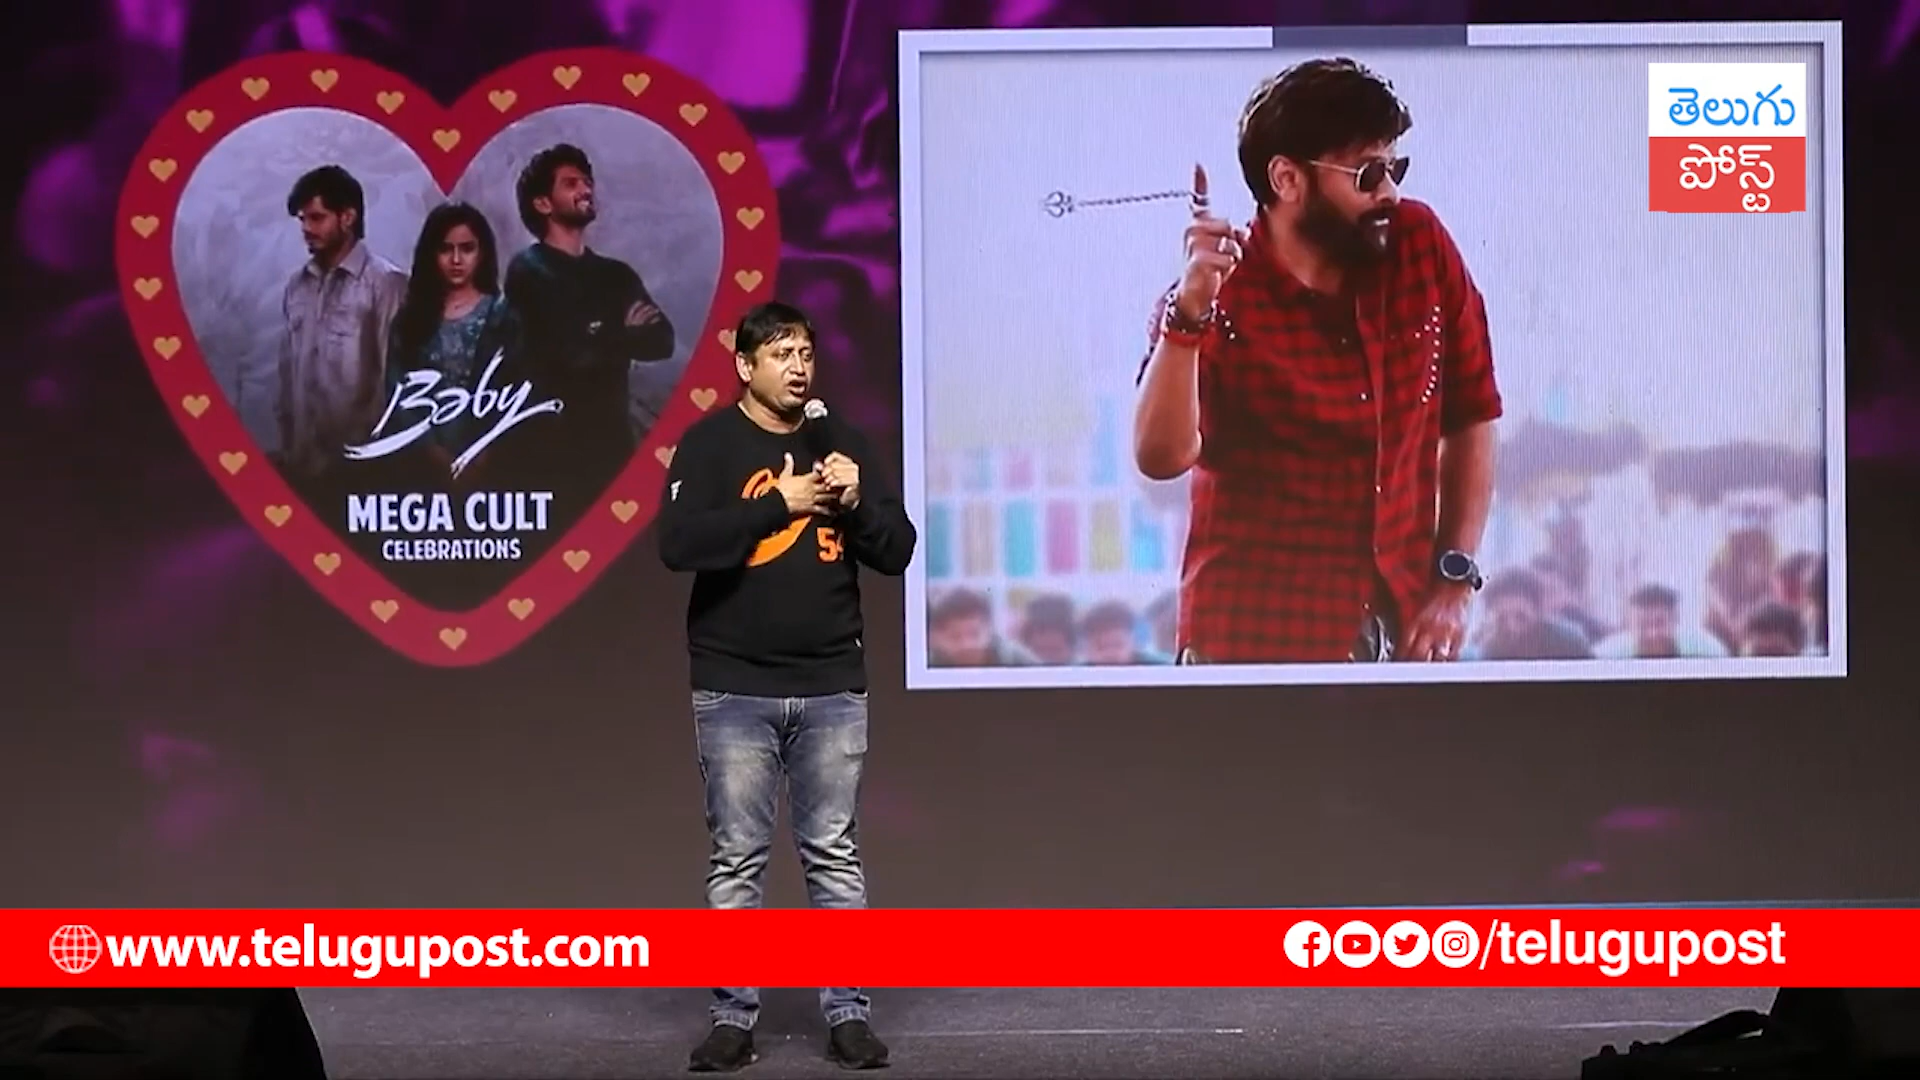 తెలుగు
పోస్ట్
Baby
MEGA CULT
CELEBRATIONS
www.telugupost.com
/telugupost